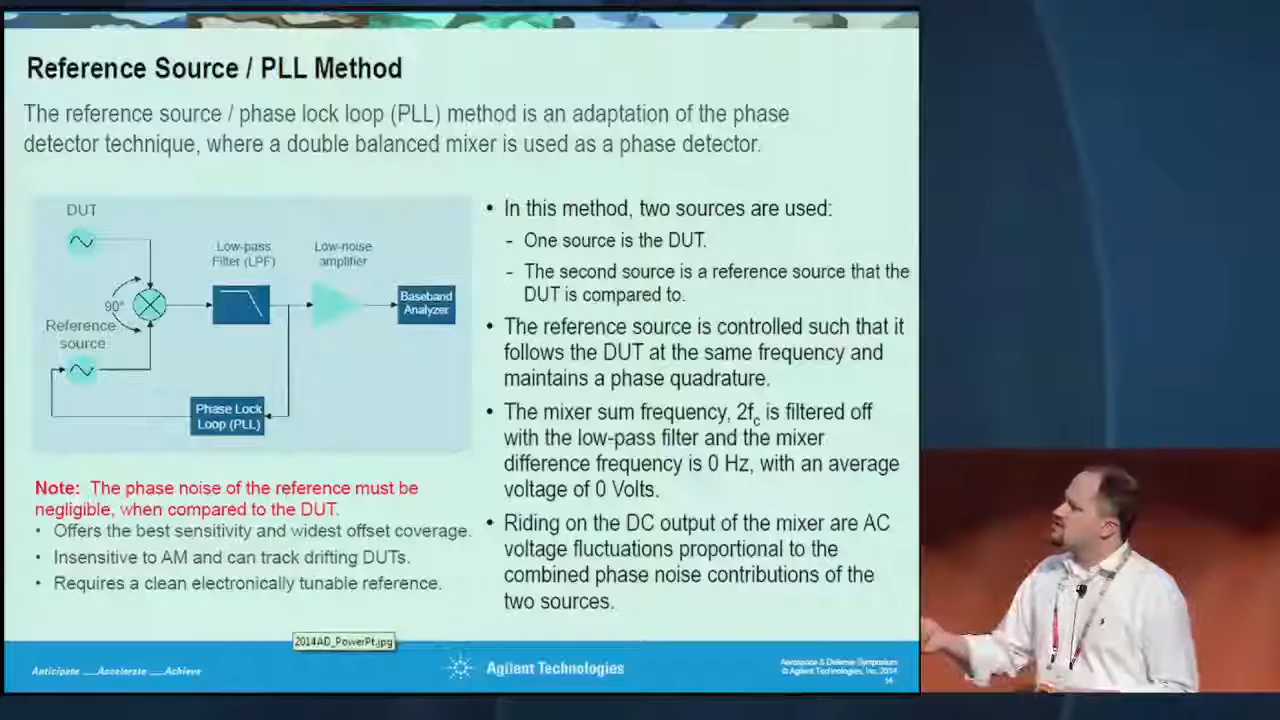 Reference Source / PLL Method
The reference source / phase lock loop (PLL) method is an adaptation of the phase
detector technique, where a double balanced mixer is used as a phase detector.
DUT
Low-pass
Filter (LPF)
Low-noise
amplifier
90°
Baseband
Analyzer
Reference
source
Phase Lock
Loop (PLL)
Note: The phase noise of the reference must be
negligible, when compared to the DUT.
• Offers the best sensitivity and widest offset coverage.
• Insensitive to AM and can track drifting DUTs.
• Requires a clean electronically tunable reference.
• In this method, two sources are used:
- One source is the DUT.
- The second source is a reference source that the
DUT is compared to.
• The reference source is controlled such that it
follows the DUT at the same frequency and
maintains a phase quadrature.
• The mixer sum frequency, 2fc is filtered off
with the low-pass filter and the mixer
difference frequency is 0 Hz, with an average
voltage of 0 Volts.
• Riding on the DC output of the mixer are AC
voltage fluctuations proportional to the
combined phase noise contributions of the
two sources.
2014AD_PowerPt.jpg
Anticipate __Accelerate __Achieve
Agilent Technologies
Aerospace & Defense Symposium
© Agilent Technologies, Inc. 2014
14